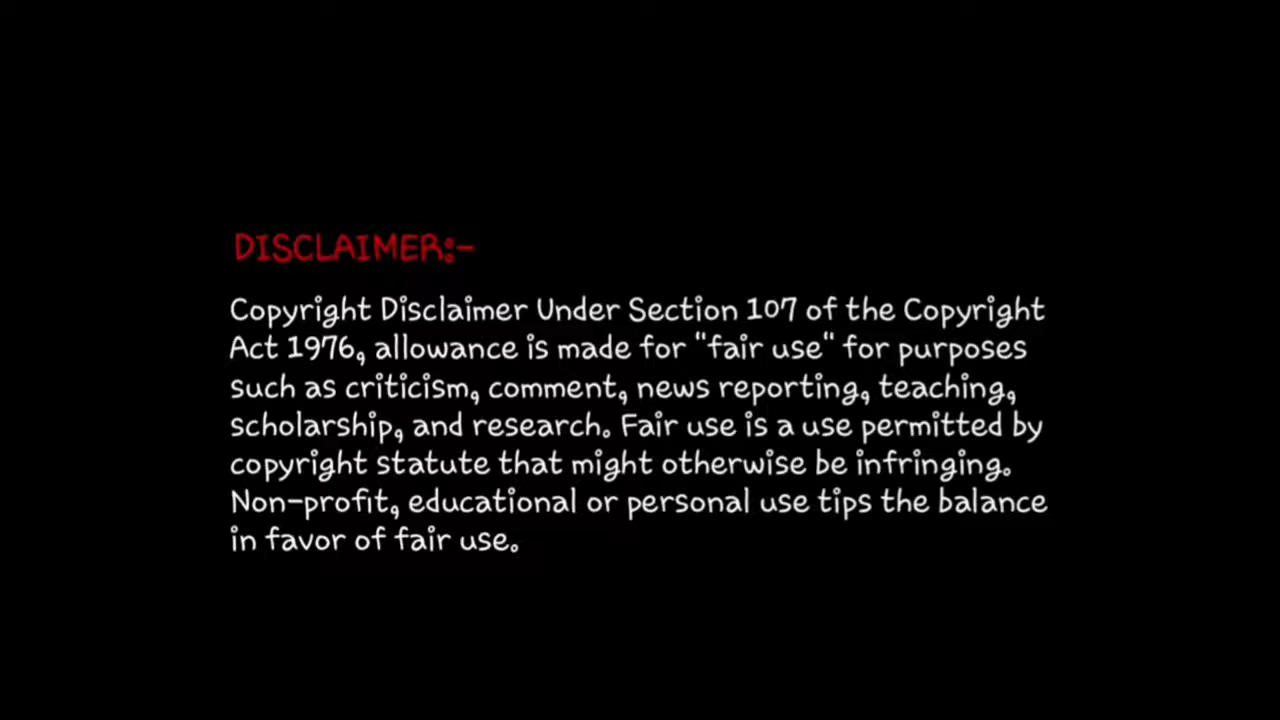 DISCLAIMER:-
Copyright Disclaimer Under Section 107 of the Copyright
Act 1976, allowance is made for "fair use" for purposes
such as criticism, comment, news reporting, teaching,
scholarship, and research. Fair use is a use permitted by
copyright statute that might otherwise be infringing.
Non-profit, educational or personal use tips the balance
in favor of fair use.